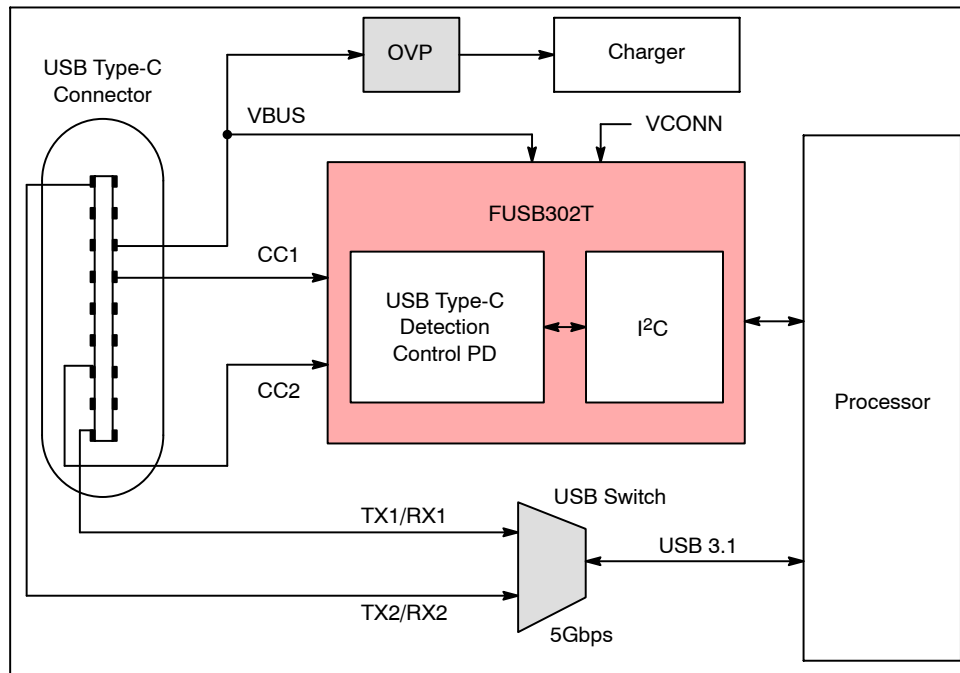 USB Type-C
Connector
OVP
Charger
VBUS
VCONN
FUSB302T
CC1
USB Type-C
Detection
Control PD
I²C
CC2
Processor
USB Switch
TX1/RX1
USB 3.1
TX2/RX2
5Gbps